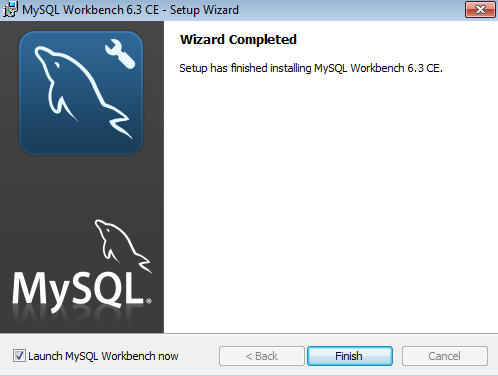 MySQL Workbench 6.3 CE - Setup Wizard
Wizard Completed
Setup has finished installing MySQL Workbench 6.3 CE.
MySQL®
Launch MySQL Workbench now
< Back
Finish
Cancel